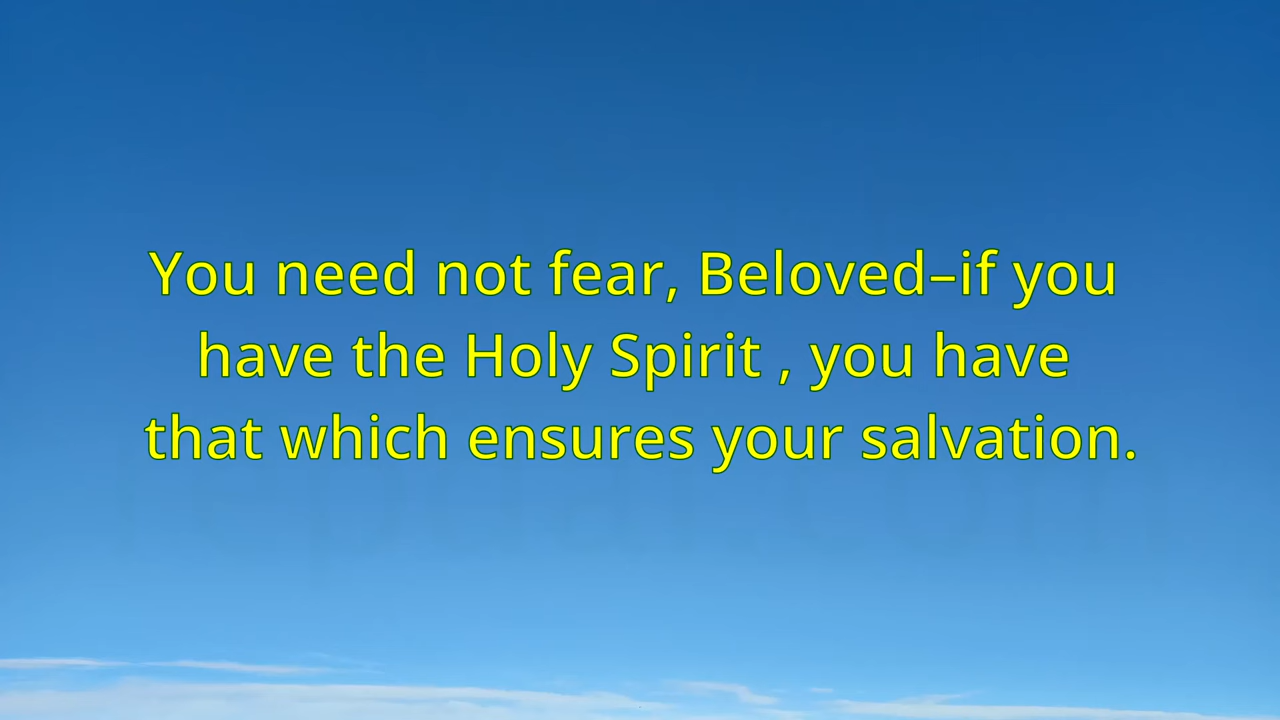 You need not fear, Beloved–if you
have the Holy Spirit , you have
that which ensures your salvation.